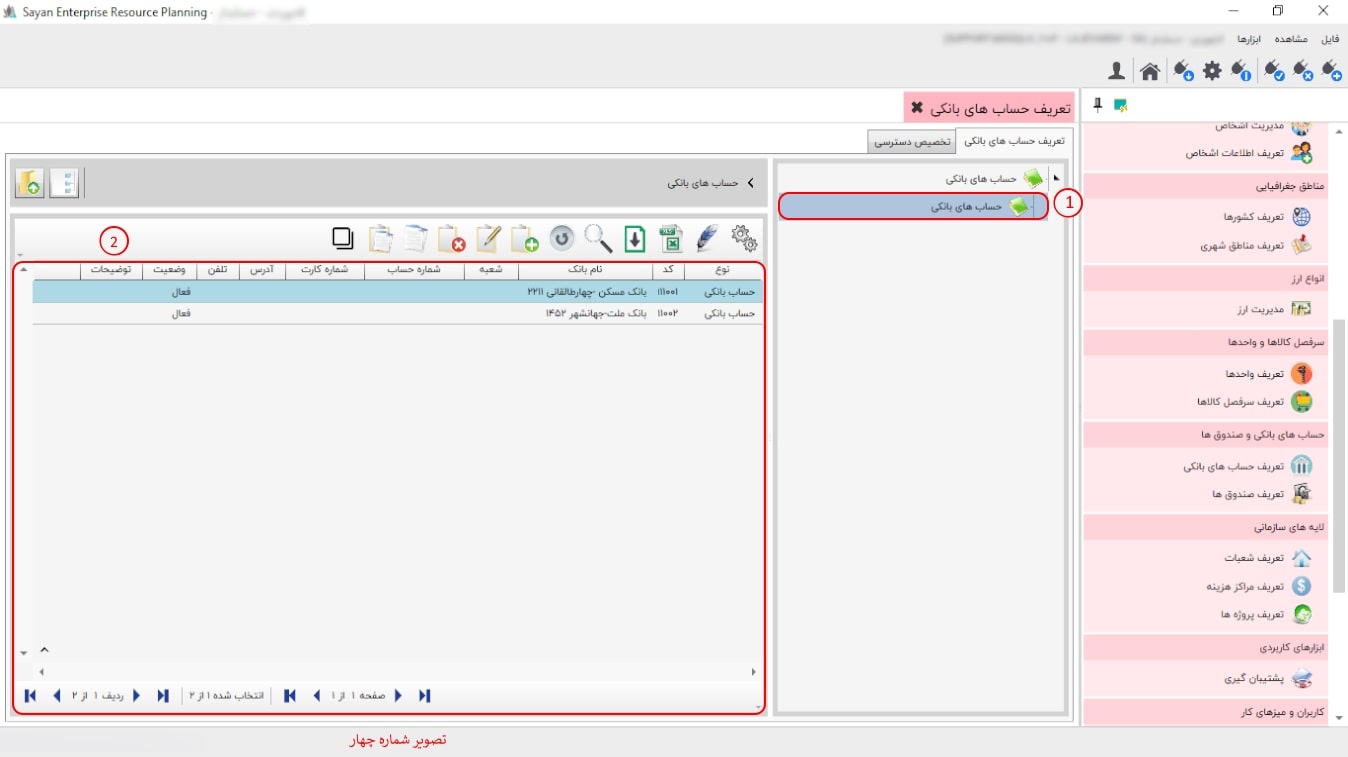 Sayan Enterprise Resource Planning -
فایل مشاهده ابزارها
تعریف حساب های بانکی
تعریف حساب های بانکی تخصیص دسترسی
حساب های بانکی
حساب های بانکی
1
حساب های بانکی
2
نوع کد نام بانک شعبه شماره حساب شماره کارت آدرس تلفن وضعیت توضیحات
حساب بانکی ۱۱۱۰۰۱ بانک مسکن -چهارطالقانی ۲۲۱۱ فعال
حساب بانکی ۱۱۰۰۲ بانک ملت-جهانشهر ۱۴۵۲ فعال
صفحه ۱ از ۱ انتخاب شده ۱ از ۲ ردیف ۱ از ۲
مدیریت اشخاص
تعریف اطلاعات اشخاص
مناطق جغرافیایی
تعریف کشورها
تعریف مناطق شهری
انواع ارز
مدیریت ارز
سرفصل کالاها و واحدها
تعریف واحدها
تعریف سرفصل کالاها
حساب های بانکی و صندوق ها
تعریف حساب های بانکی
تعریف صندوق ها
لایه های سازمانی
تعریف شعبات
تعریف مراکز هزینه
تعریف پروژه ها
ابزارهای کاربردی
پشتیبان گیری
کاربران و میزهای کار
تصویر شماره چهار